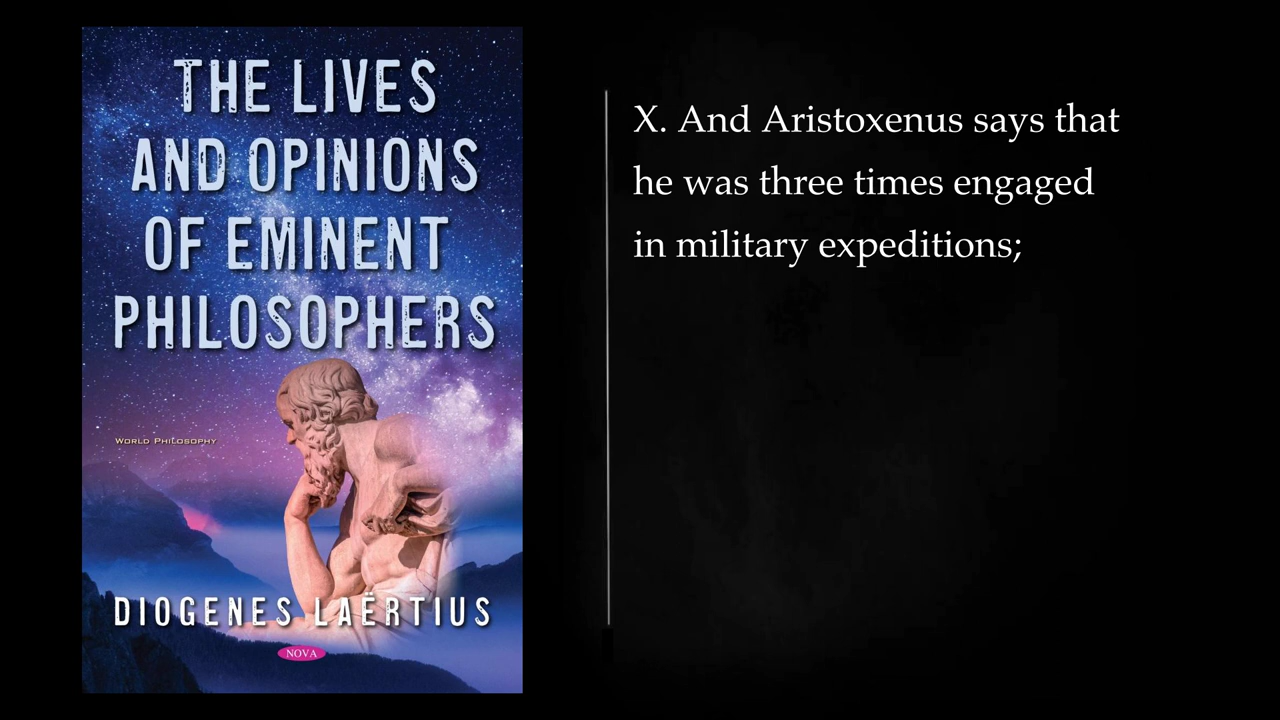 THE LIVES
AND OPINIONS
OF EMINENT
PHILOSOPHERS
WORLD PHILOSOPHY
DIOGENES LAËRTIUS
NOVA
X. And Aristoxenus says that
he was three times engaged
in military expeditions;